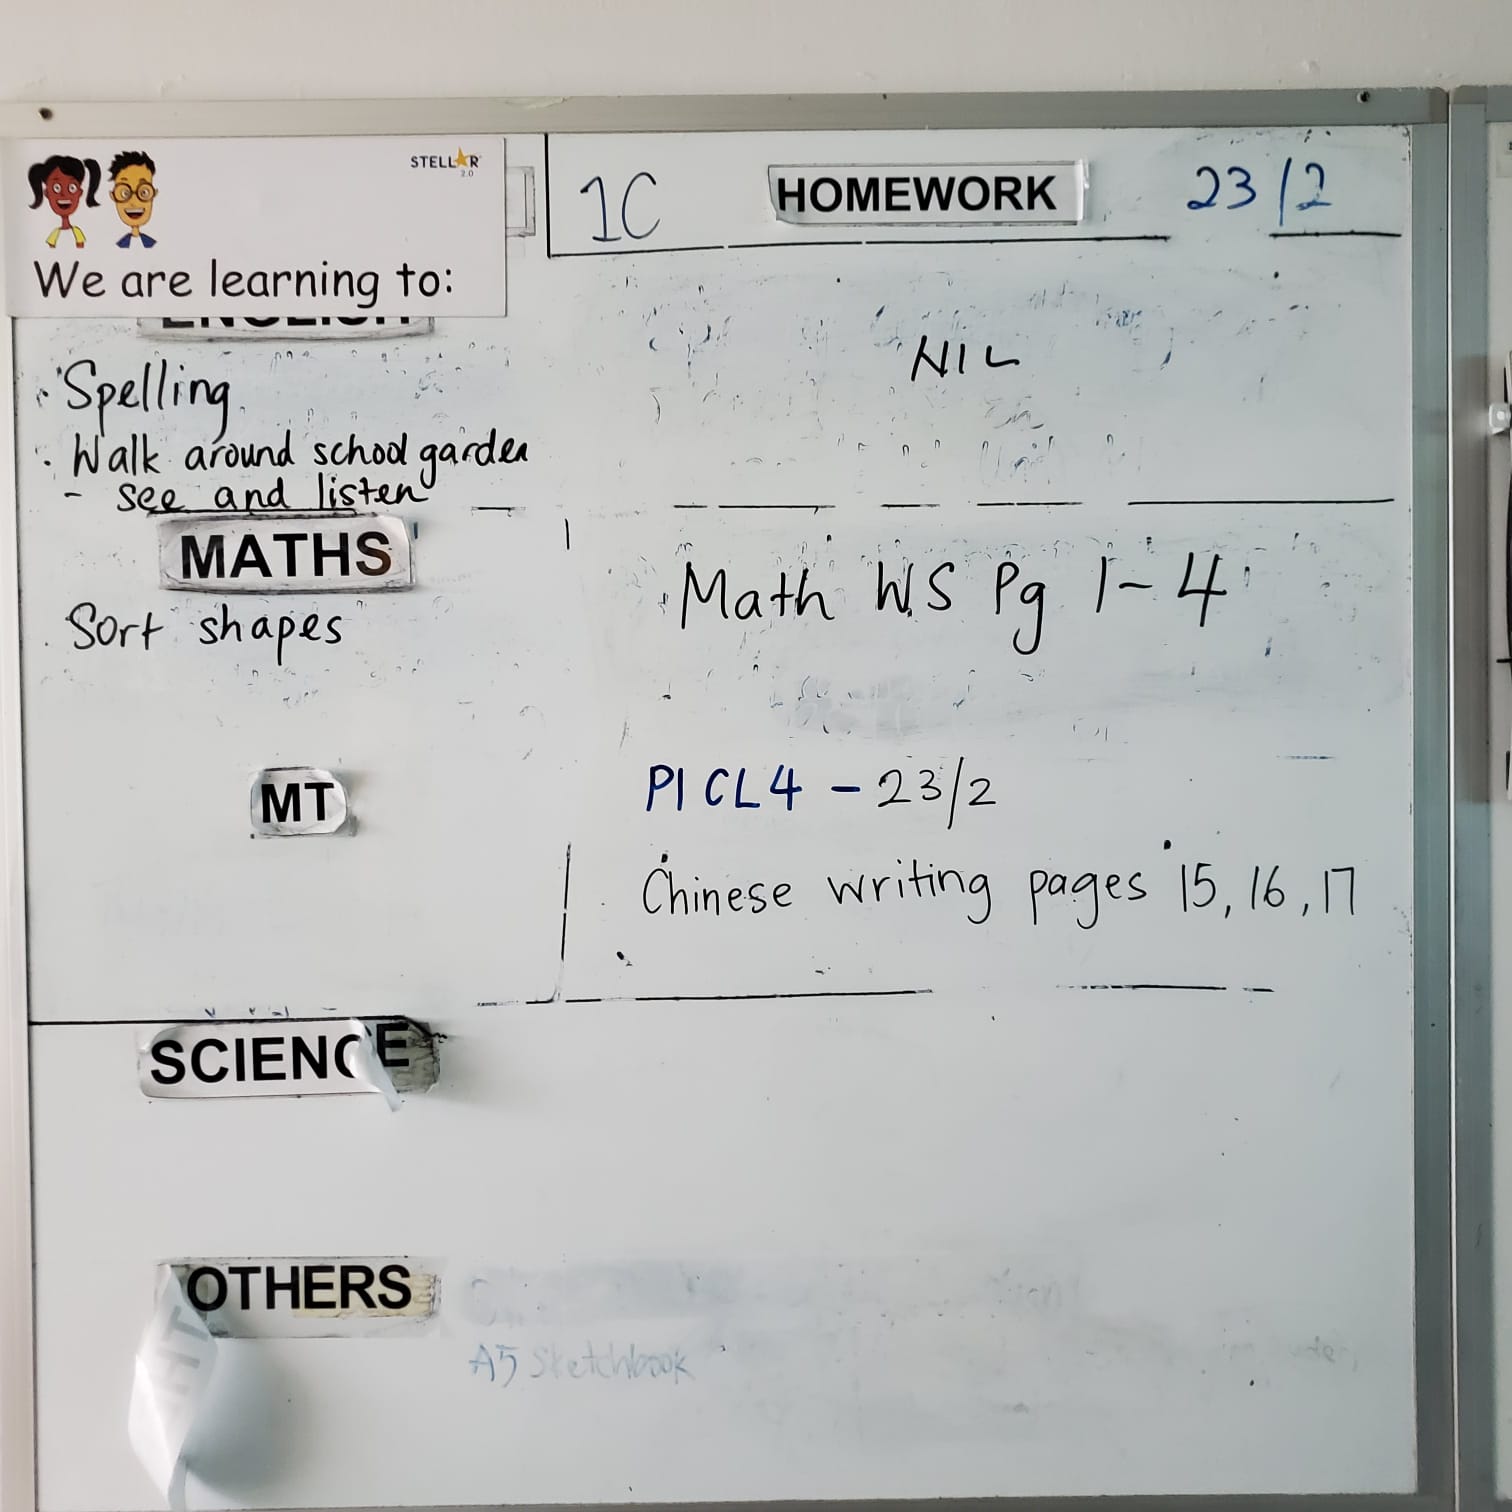 STELLAR
2.0
We are learning to:
1C HOMEWORK 23/2
ENGLISH
Spelling
Walk around school garden
- see and listen
NIL
MATHS
Sort shapes
Math WS Pg 1-4
MT
P1 CL4 - 23/2
Chinese writing pages 15, 16, 17
SCIENCE
OTHERS
A5 Sketchbook